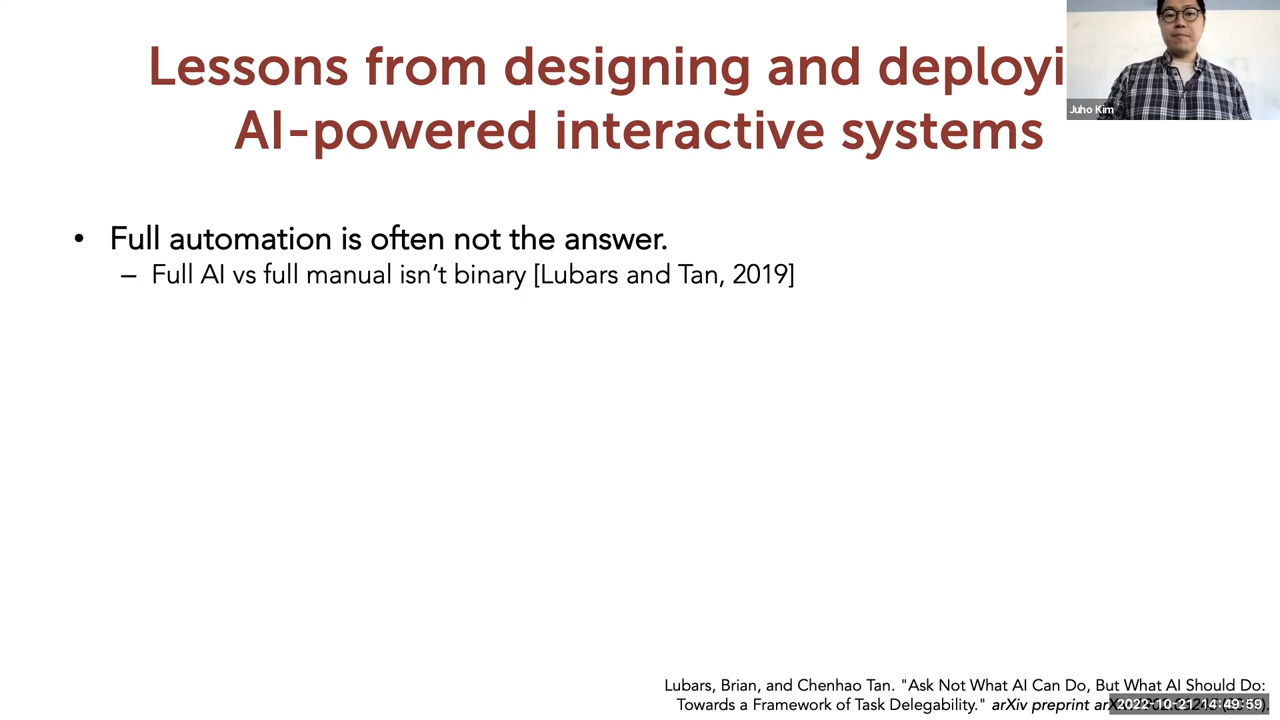 Lessons from designing and deployi
AI-powered interactive systems
Juho Kim
• Full automation is often not the answer.
– Full AI vs full manual isn’t binary [Lubars and Tan, 2019]
Lubars, Brian, and Chenhao Tan. "Ask Not What AI Can Do, But What AI Should Do:
Towards a Framework of Task Delegability." arXiv preprint
2022-10-21 14:49:59